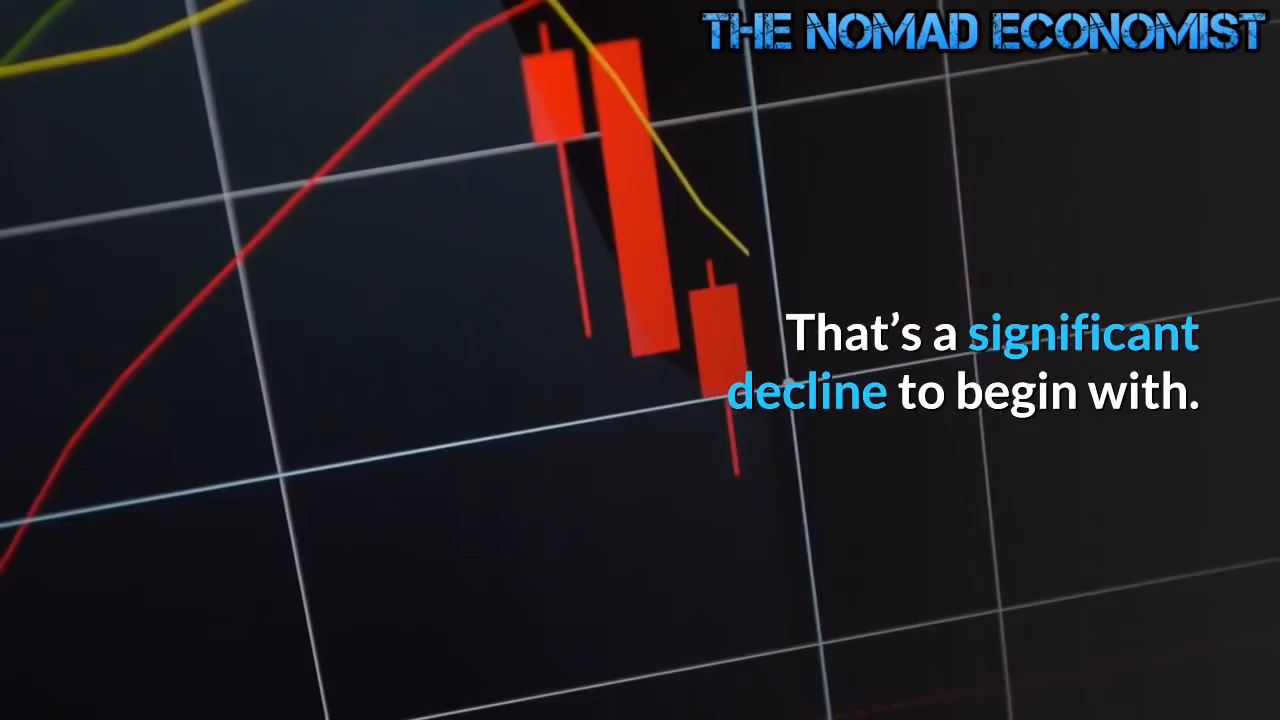 THE NOMAD ECONOMIST
That’s a significant
decline to begin with.